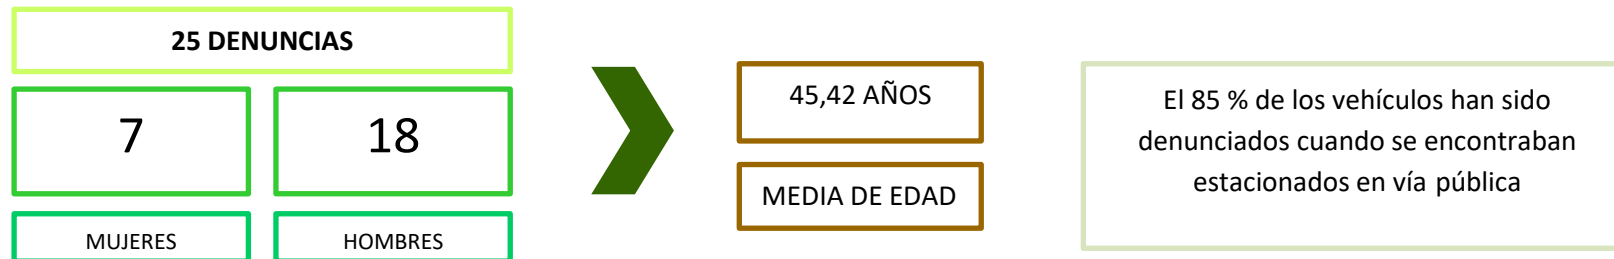 25 DENUNCIAS
7
18
MUJERES
HOMBRES
45,42 AÑOS
MEDIA DE EDAD
El 85 % de los vehículos han sido
denunciados cuando se encontraban
estacionados en vía pública